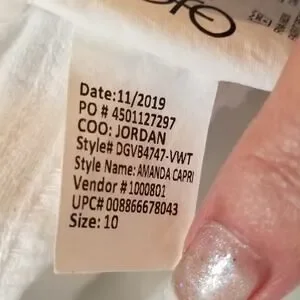 Date:11/2019
PO # 4501127297
COO: JORDAN
Style# DGVB4747-VWT
Style Name: AMANDA CAPRI
Vendor #1000801
UPC# 008866678043
Size: 10